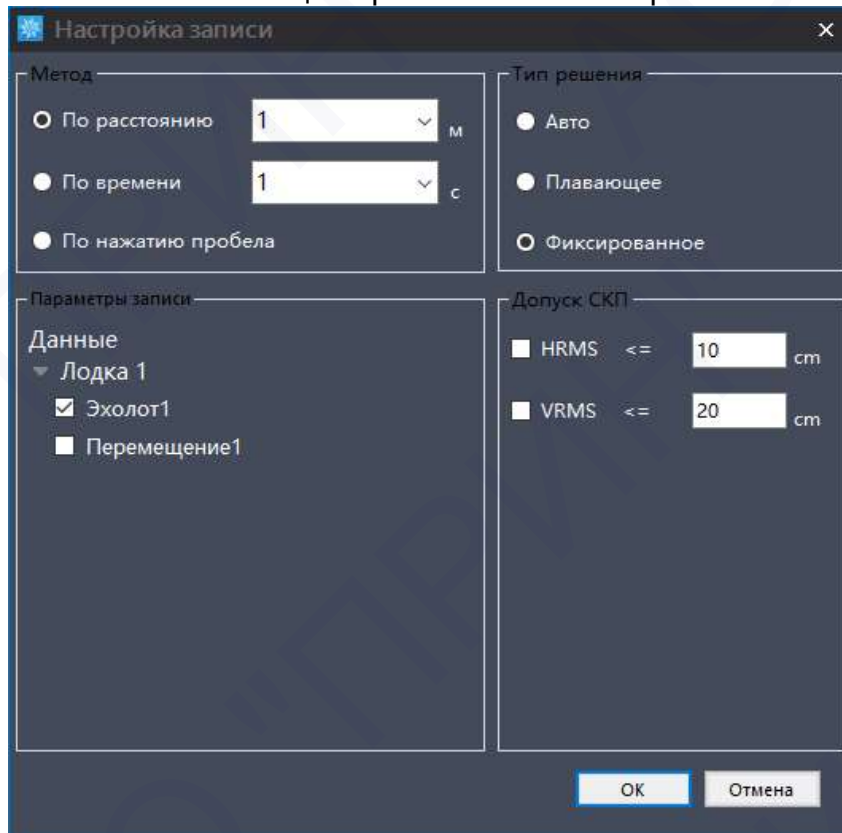 Настройка записи
Метод
По расстоянию 1 м
По времени 1 с
По нажатию пробела
Тип решения
Авто
Плавающее
Фиксированное
Параметры записи
Данные
Лодка 1
Эхолот1
Перемещение1
Допуск СКП
HRMS <= 10 cm
VRMS <= 20 cm
OK Отмена